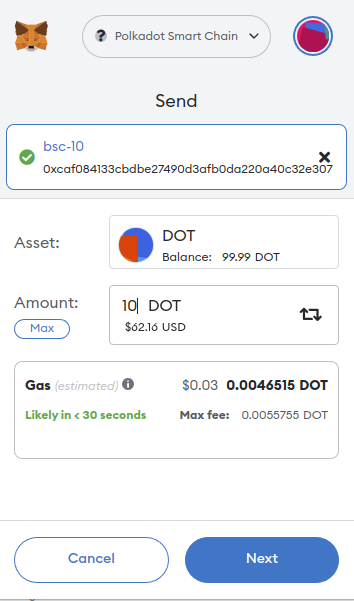 Polkadot Smart Chain
Send
bsc-10
0xcaf084133cbdbe27490d3afb0da220a40c32e307
Asset:
DOT
Balance: 99.99 DOT
Amount:
Max
10 DOT
$62.16 USD
Gas (estimated) $0.03 0.0046515 DOT
Likely in < 30 seconds Max fee: 0.0055755 DOT
Cancel
Next